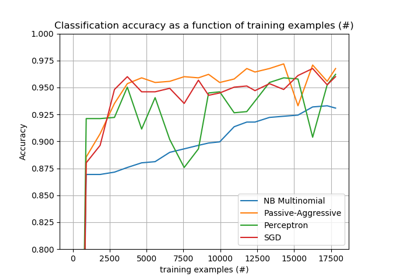 Classification accuracy as a function of training examples (#)
1.000
0.975
0.950
0.925
0.900
0.875
0.850
0.825
0.800
Accuracy
NB Multinomial
Passive-Aggressive
Perceptron
SGD
0 2500 5000 7500 10000 12500 15000 17500
training examples (#)